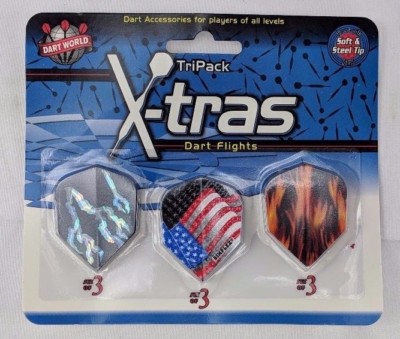 Dart Accessories for players of all levels
DART WORLD
Soft &
Steel Tip
TriPack
X-tras
Dart Flights
3
3
3